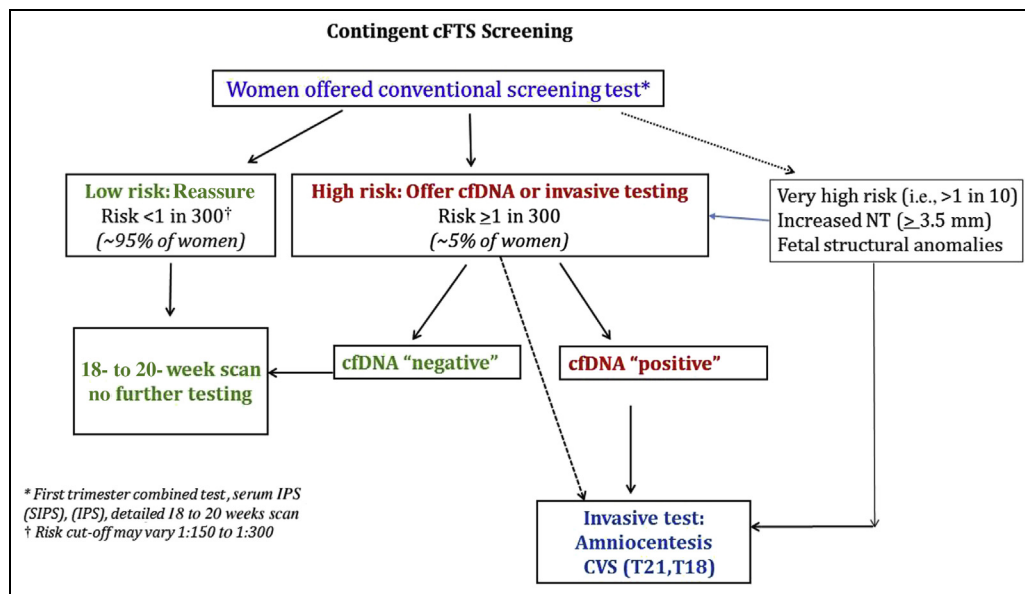 Contingent cFTS Screening
Women offered conventional screening test*
Low risk: Reassure
Risk <1 in 300†
(~95% of women)
High risk: Offer cfDNA or invasive testing
Risk ≥1 in 300
(~5% of women)
Very high risk (i.e., >1 in 10)
Increased NT (≥ 3.5 mm)
Fetal structural anomalies
18- to 20- week scan
no further testing
cfDNA “negative”
cfDNA “positive”
* First trimester combined test, serum IPS
(SIPS), (IPS), detailed 18 to 20 weeks scan
† Risk cut-off may vary 1:150 to 1:300
Invasive test:
Amniocentesis
CVS (T21,T18)